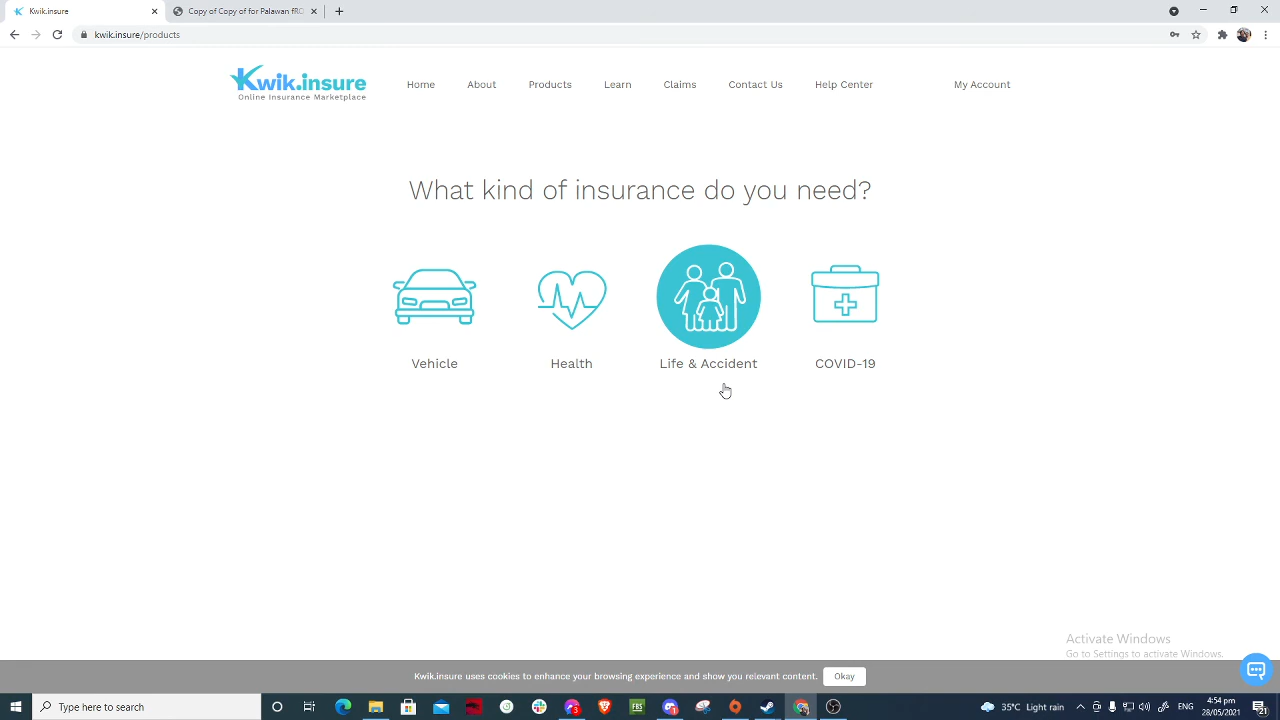 Kwik.insure
Copy of Copy of for Palawan fRC
kwik.insure/products
Kwik.insure
Online Insurance Marketplace
Home
About
Products
Learn
Claims
Contact Us
Help Center
My Account
What kind of insurance do you need?
Vehicle
Health
Life & Accident
COVID-19
Activate Windows
Go to Settings to activate Windows.
Kwik.insure uses cookies to enhance your browsing experience and show you relevant content.
Okay
Type here to search
FBS
35°C Light rain
ENG
4:54 pm
28/05/2021